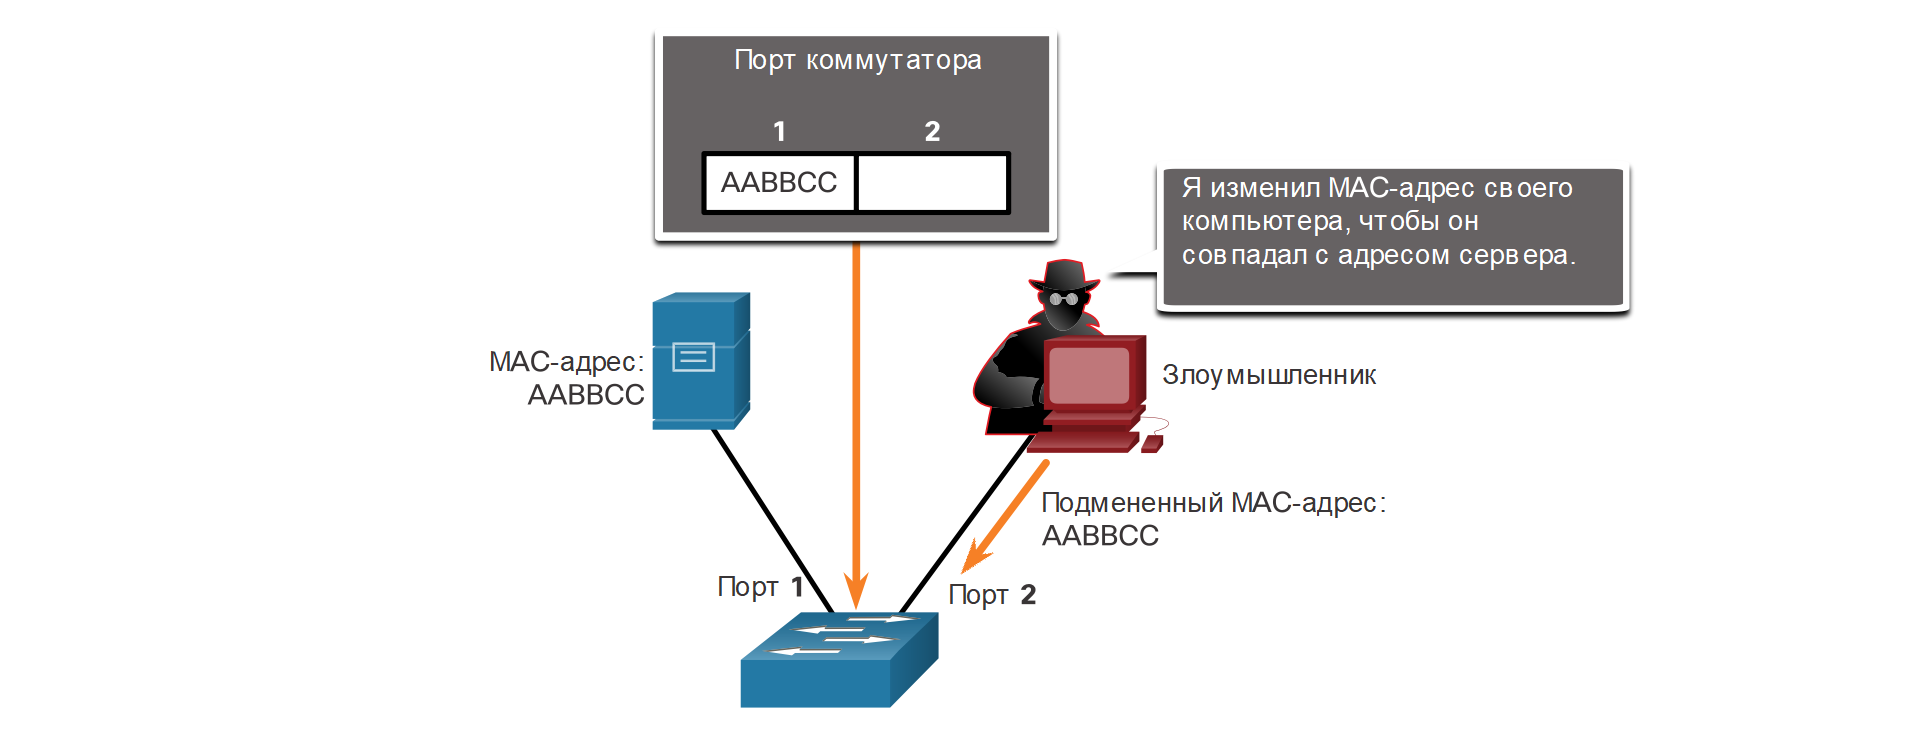 Порт коммутатора
1 2
AABBCC
Я изменил MAC-адрес своего
компьютера, чтобы он
совпадал с адресом сервера.
MAC-адрес:
AABBCC
Злоумышленник
Подмененный MAC-адрес:
AABBCC
Порт 1
Порт 2